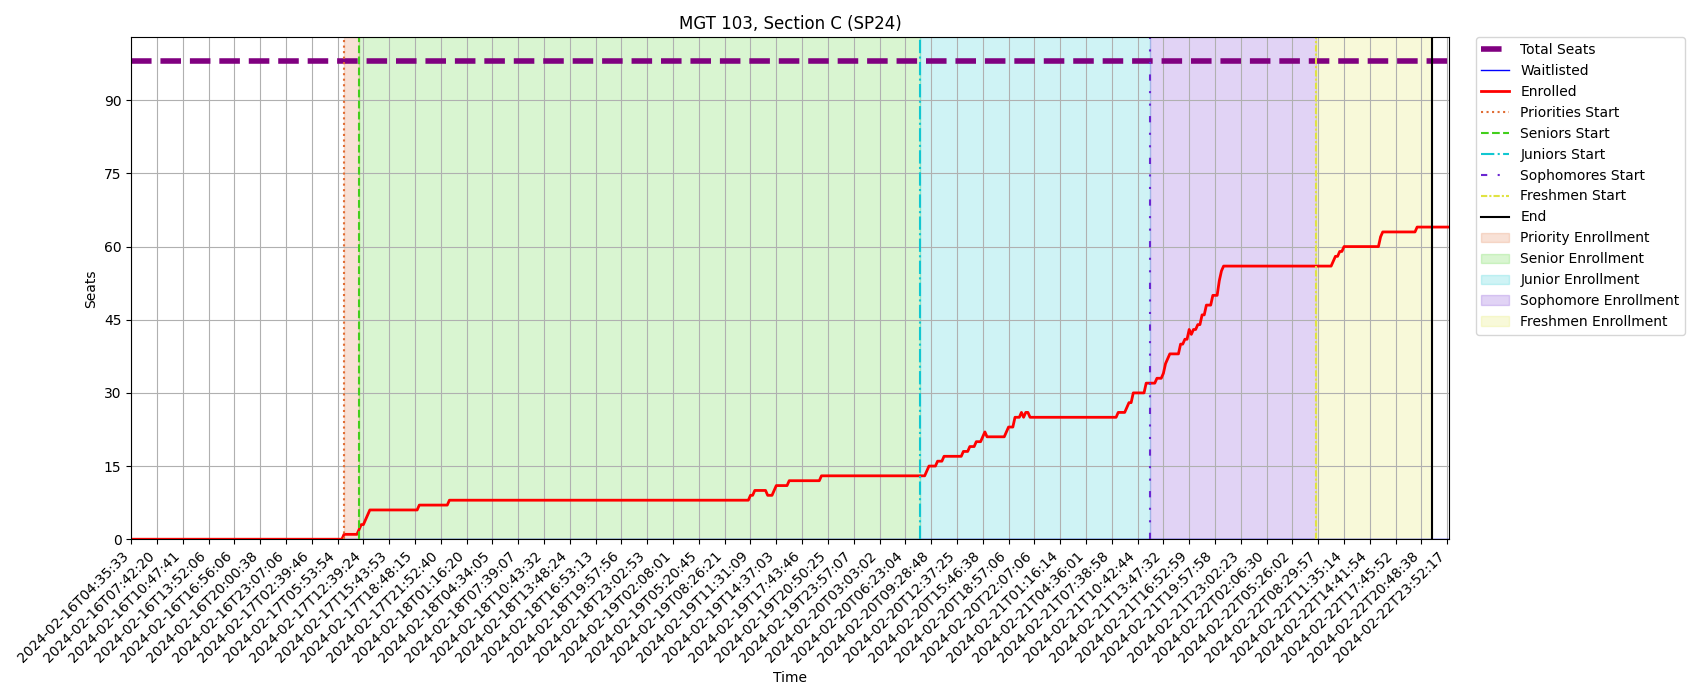 MGT 103, Section C (SP24)
Total Seats
Waitlisted
Enrolled
Priorities Start
Seniors Start
Juniors Start
Sophomores Start
Freshmen Start
End
Priority Enrollment
Senior Enrollment
Junior Enrollment
Sophomore Enrollment
Freshmen Enrollment
Seats
90
75
60
45
30
15
0
2024-02-16T04:35:33
2024-02-16T07:42:20
2024-02-16T10:47:41
2024-02-16T13:52:06
2024-02-16T16:56:06
2024-02-16T20:00:38
2024-02-16T23:07:06
2024-02-17T02:39:46
2024-02-17T05:53:54
2024-02-17T12:39:24
2024-02-17T15:43:53
2024-02-17T18:48:15
2024-02-17T21:52:40
2024-02-18T01:16:20
2024-02-18T04:34:05
2024-02-18T07:39:07
2024-02-18T10:43:32
2024-02-18T13:48:24
2024-02-18T16:53:13
2024-02-18T19:57:56
2024-02-18T23:02:53
2024-02-19T02:08:01
2024-02-19T05:20:45
2024-02-19T08:26:21
2024-02-19T11:31:09
2024-02-19T14:37:03
2024-02-19T17:43:46
2024-02-19T20:50:25
2024-02-19T23:57:07
2024-02-20T03:03:02
2024-02-20T06:23:04
2024-02-20T09:28:48
2024-02-20T12:37:25
2024-02-20T15:46:38
2024-02-20T18:57:06
2024-02-20T22:07:06
2024-02-21T01:16:14
2024-02-21T04:36:01
2024-02-21T07:38:58
2024-02-21T10:42:44
2024-02-21T13:47:32
2024-02-21T16:52:59
2024-02-21T19:57:58
2024-02-21T23:02:23
2024-02-22T02:06:30
2024-02-22T05:26:02
2024-02-22T08:29:57
2024-02-22T11:35:14
2024-02-22T14:41:54
2024-02-22T17:45:52
2024-02-22T20:48:38
2024-02-22T23:52:17
Time